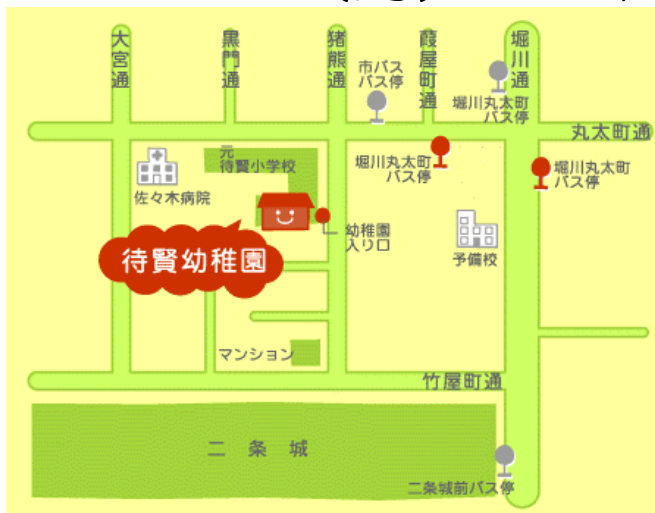 大宮通
黒門通
猪熊通
葭屋町通
堀川通
市バス
バス停
堀川丸太町
バス停
丸太町通
元
待賢小学校
堀川丸太町
バス停
堀川丸太町
バス停
佐々木病院
幼稚園
入り口
予備校
待賢幼稚園
マンション
竹屋町通
二条城
二条城前バス停